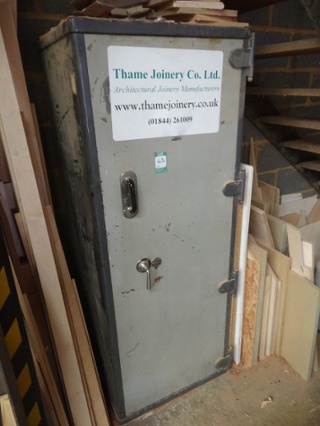 Thame Joinery Co. Ltd.
Architectural Joinery Manufacturers
www.thamejoinery.co.uk
(01844) 261009